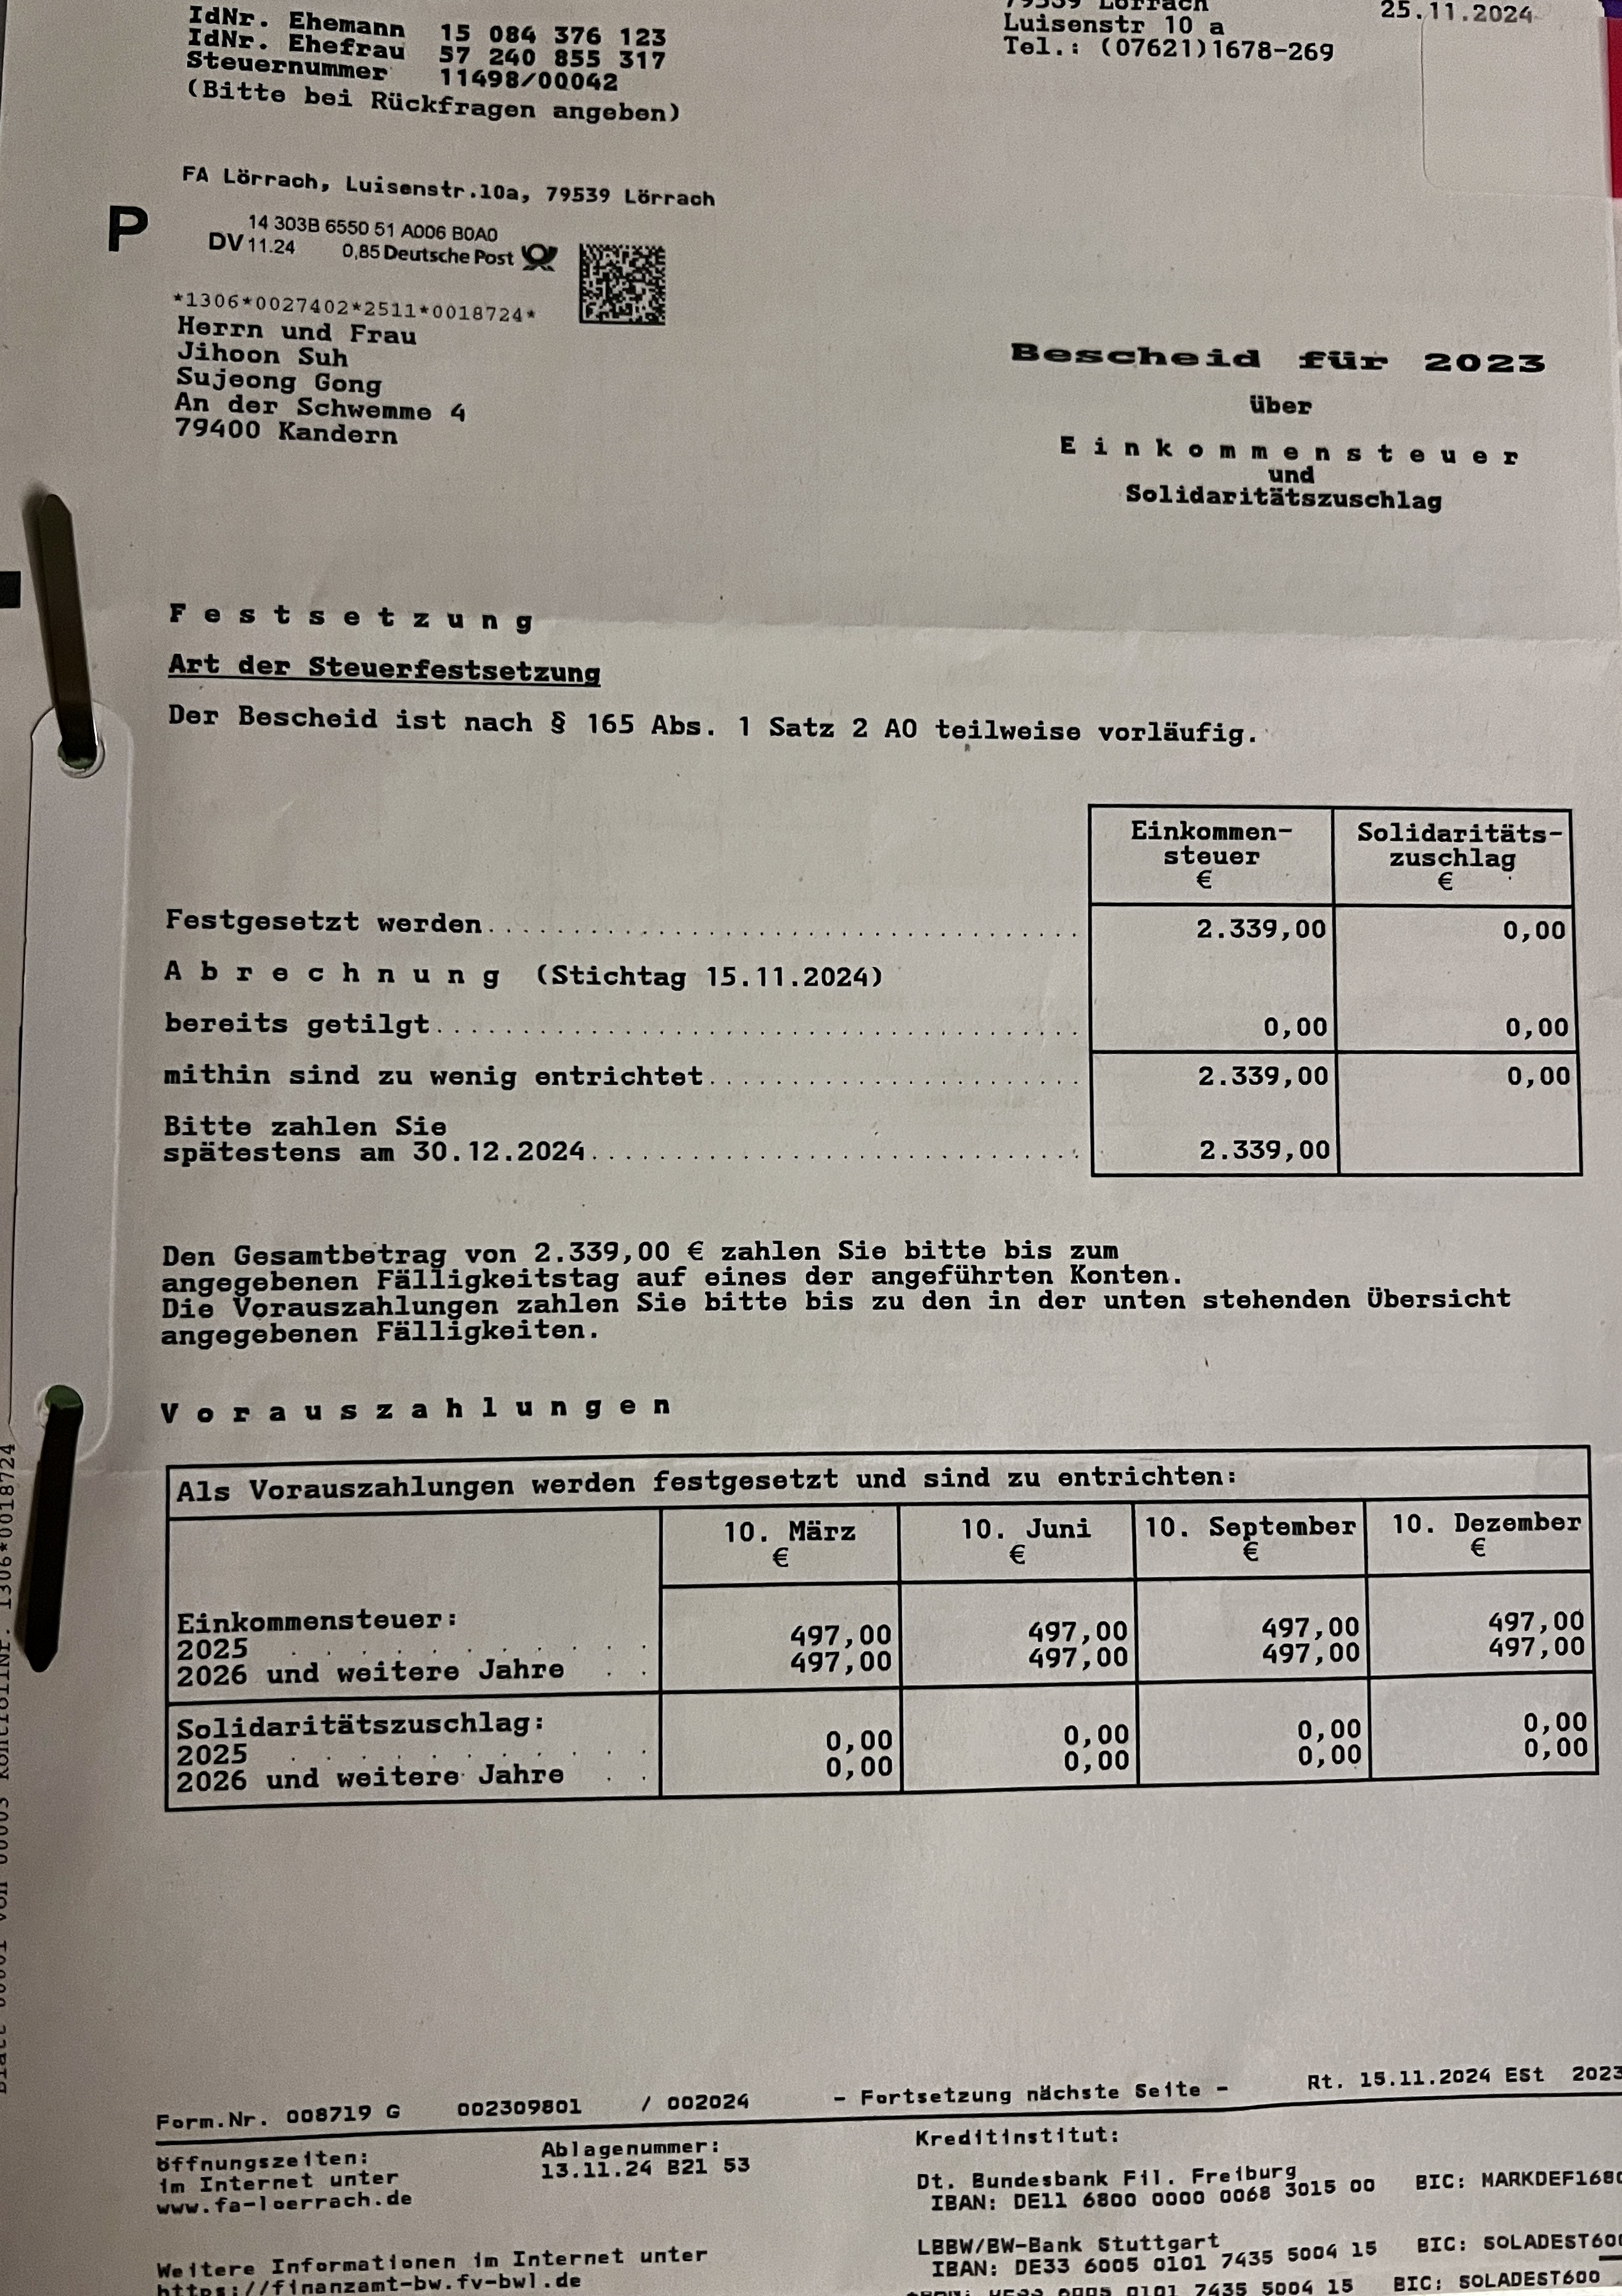 IdNr. Ehemann 15 084 376 123
IdNr. Ehefrau 57 240 855 317
Steuernummer 11498/00042
(Bitte bei Rückfragen angeben)
79539 Lörrach
Luisenstr 10 a
Tel.: (07621)1678-269
25.11.2024
FA Lörrach, Luisenstr.10a, 79539 Lörrach
P
14 303B 6550 51 A006 B0A0
DV 11.24 0,85 Deutsche Post
*1306*0027402*2511*0018724*
Herrn und Frau
Jihoon Suh
Sujeong Gong
An der Schwemme 4
79400 Kandern
Bescheid für 2023
über
Einkommensteuer
und
Solidaritätszuschlag
Festsetzung
Art der Steuerfestsetzung
Der Bescheid ist nach § 165 Abs. 1 Satz 2 AO teilweise vorläufig.
Einkommen- Solidaritäts-
steuer zuschlag
€ €
Festgesetzt werden 2.339,00 0,00
Abrechnung (Stichtag 15.11.2024)
bereits getilgt 0,00 0,00
mithin sind zu wenig entrichtet 2.339,00 0,00
Bitte zahlen Sie
spätestens am 30.12.2024 2.339,00
Den Gesamtbetrag von 2.339,00 € zahlen Sie bitte bis zum
angegebenen Fälligkeitstag auf eines der angeführten Konten.
Die Vorauszahlungen zahlen Sie bitte bis zu den in der unten stehenden Übersicht
angegebenen Fälligkeiten.
Vorauszahlungen
Als Vorauszahlungen werden festgesetzt und sind zu entrichten:
10. März 10. Juni 10. September 10. Dezember
€ € € €
Einkommensteuer:
2025 497,00 497,00 497,00 497,00
2026 und weitere Jahre 497,00 497,00 497,00 497,00
Solidaritätszuschlag:
2025 0,00 0,00 0,00 0,00
2026 und weitere Jahre 0,00 0,00 0,00 0,00
Blatt 00001 von 00003 KontrollNr. 1306*0018724
Form.Nr. 008719 G 002309801 / 002024 - Fortsetzung nächste Seite - Rt. 15.11.2024 ESt 2023
Öffnungszeiten:
im Internet unter
www.fa-loerrach.de
Ablagenummer:
13.11.24 B21 53
Kreditinstitut:
Dt. Bundesbank Fil. Freiburg
IBAN: DE11 6800 0000 0068 3015 00 BIC: MARKDEF1680
LBBW/BW-Bank Stuttgart
IBAN: DE33 6005 0101 7435 5004 15 BIC: SOLADEST600
Weitere Informationen im Internet unter
https://finanzamt-bw.fv-bwl.de